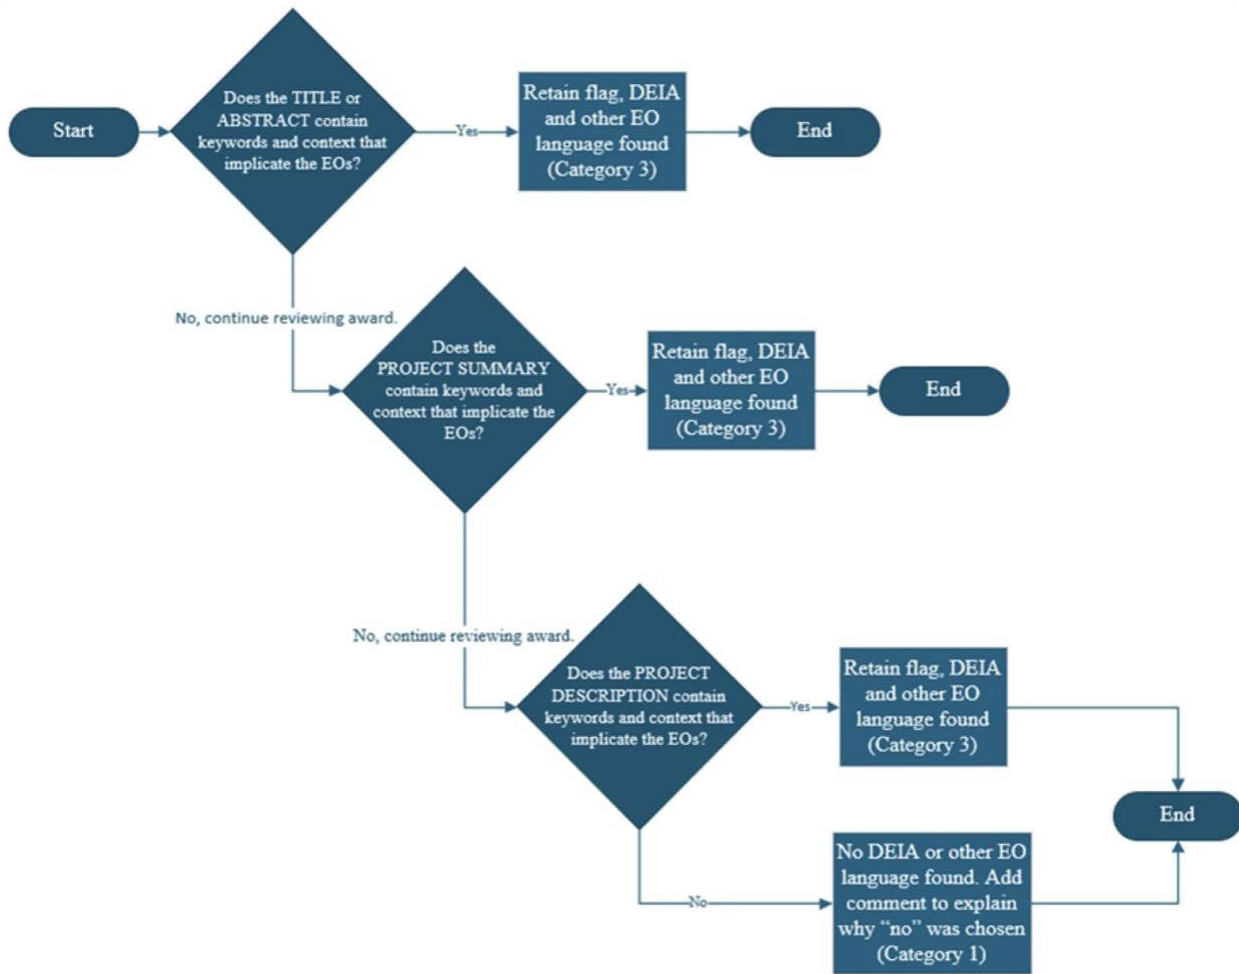 Start
Does the TITLE or
ABSTRACT contain
keywords and context that
implicate the EOs?
Yes
Retain flag, DEIA
and other EO
language found
(Category 3)
End
No, continue reviewing award.
Does the
PROJECT SUMMARY
contain keywords and
context that implicate the
EOs?
Yes
Retain flag, DEIA
and other EO
language found
(Category 3)
End
No, continue reviewing award.
Does the PROJECT
DESCRIPTION contain
keywords and context that
implicate the EOs?
Yes
Retain flag, DEIA
and other EO
language found
(Category 3)
End
No
No DEIA or other EO
language found. Add
comment to explain
why “no” was chosen
(Category 1)